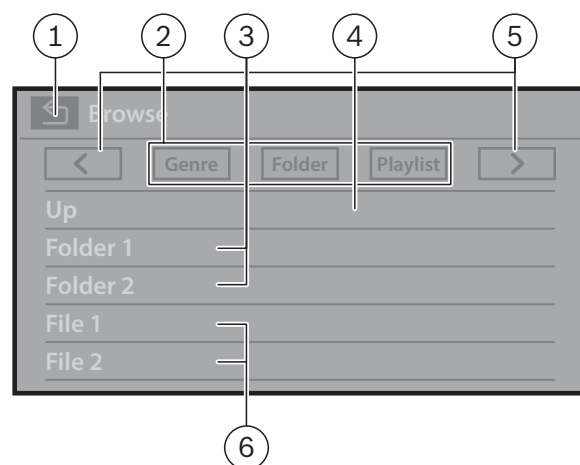 1 2 3 4 5
Browse
< Genre Folder Playlist >
Up
Folder 1
Folder 2
File 1
File 2
6